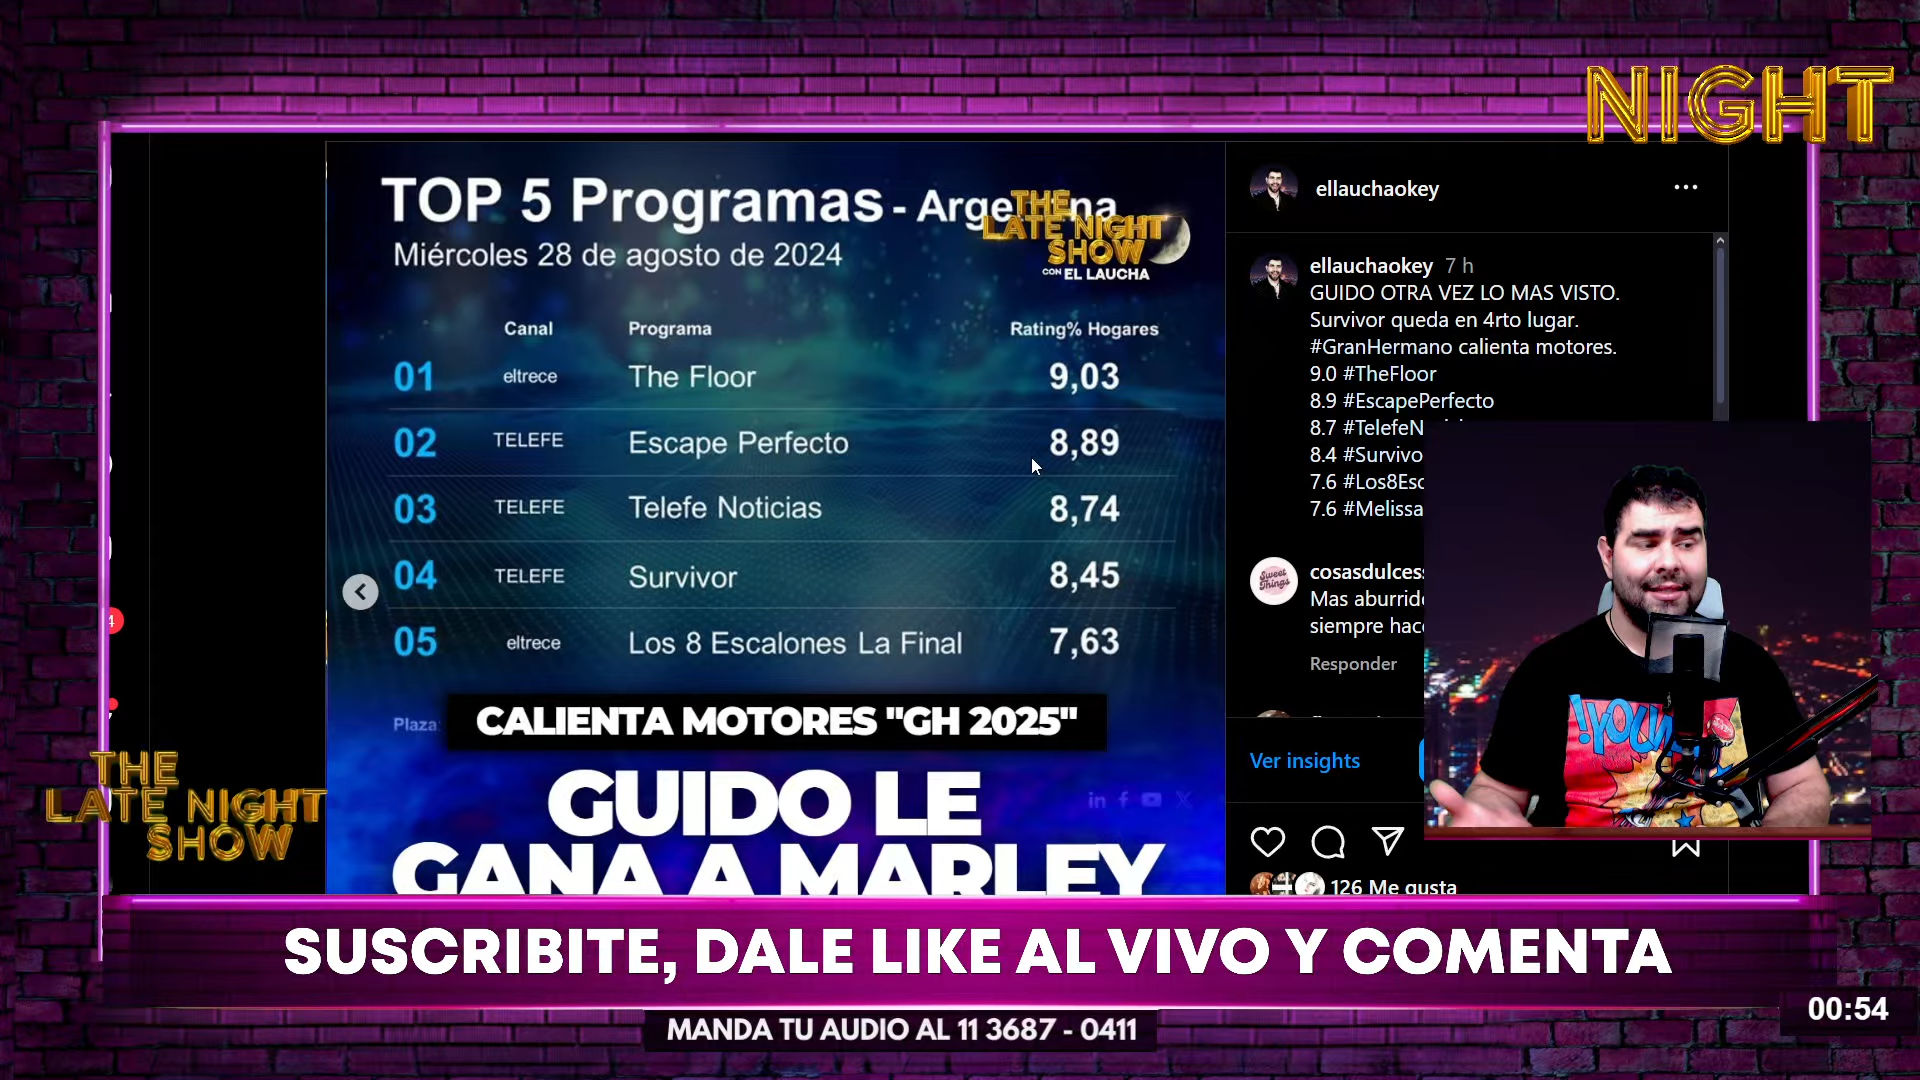 NIGHT
TOP 5 Programas - Arge na
Miércoles 28 de agosto de 2024
THE
LATE NIGHT
SHOW
CON EL LAUCHA
Canal Programa Rating% Hogares
01 eltrece The Floor 9,03
02 TELEFE Escape Perfecto 8,89
03 TELEFE Telefe Noticias 8,74
04 TELEFE Survivor 8,45
05 eltrece Los 8 Escalones La Final 7,63
Plaza:
CALIENTA MOTORES "GH 2025"
GUIDO LE
GANA A MARLEY
ellauchaokey
ellauchaokey 7 h
GUIDO OTRA VEZ LO MAS VISTO.
Survivor queda en 4rto lugar.
#GranHermano calienta motores.
9.0 #TheFloor
8.9 #EscapePerfecto
8.7 #TelefeN
8.4 #Survivo
7.6 #Los8Esc
7.6 #Melissa
Sweet Things
cosasdulces
Mas aburrid
siempre hac
Responder
Ver insights
126 Me gusta
4
THE
LATE NIGHT
SHOW
SUSCRIBITE, DALE LIKE AL VIVO Y COMENTA
MANDA TU AUDIO AL 11 3687 - 0411
00:54